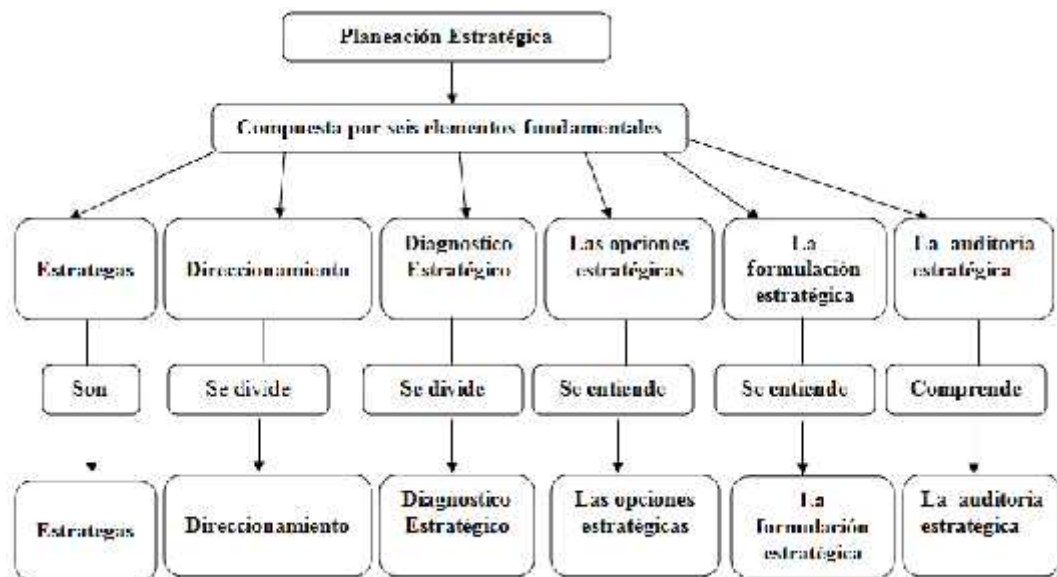 Planeación Estratégica
Compuesta por seis elementos fundamentales
Estrategas
Direccionamiento
Diagnostico
Estratégico
Las opciones
estratégicas
La
formulación
estratégica
La auditoria
estratégica
Son
Se divide
Se divide
Se entiende
Se entiende
Comprende
Estrategas
Direccionamiento
Diagnostico
Estratégico
Las opciones
estratégicas
La
formulación
estratégica
La auditoria
estratégica